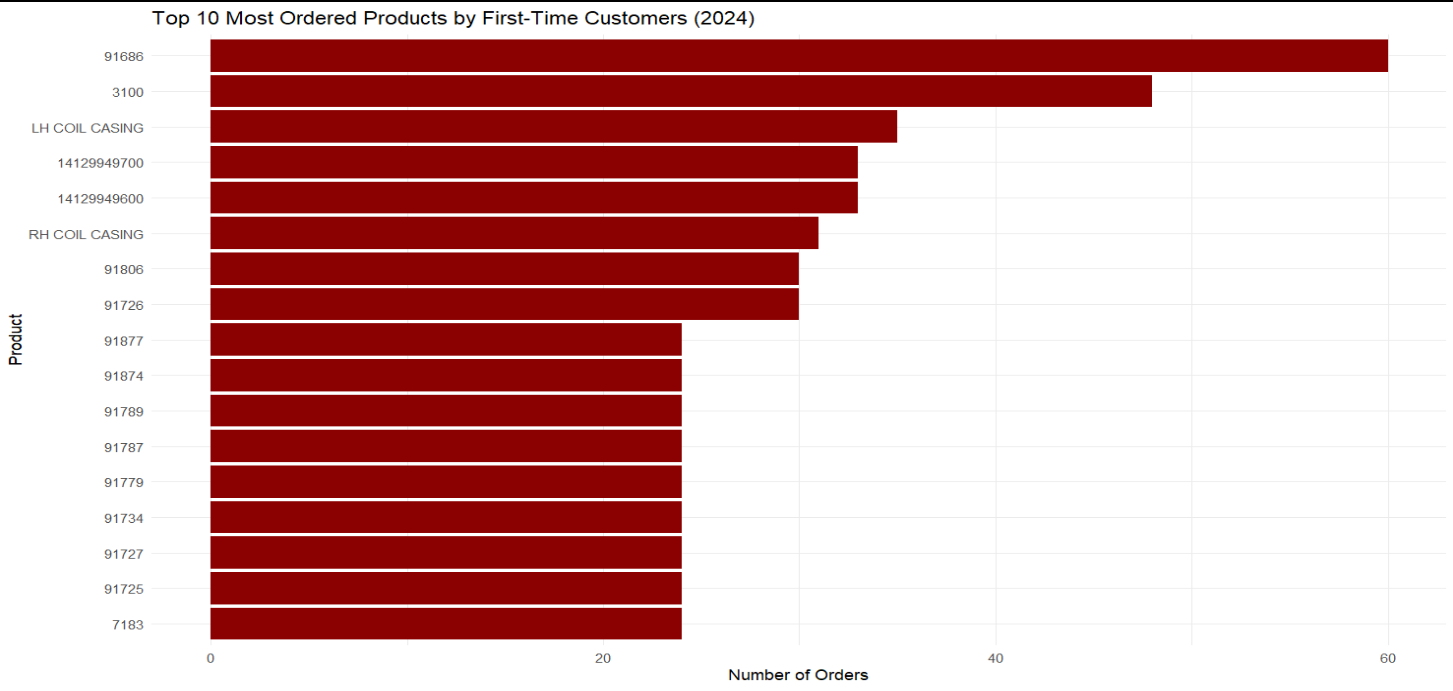 Top 10 Most Ordered Products by First-Time Customers (2024)
91686
3100
LH COIL CASING
14129949700
14129949600
RH COIL CASING
91806
91726
91877
91874
91789
91787
91779
91734
91727
91725
7183
Product
0 20 40 60
Number of Orders